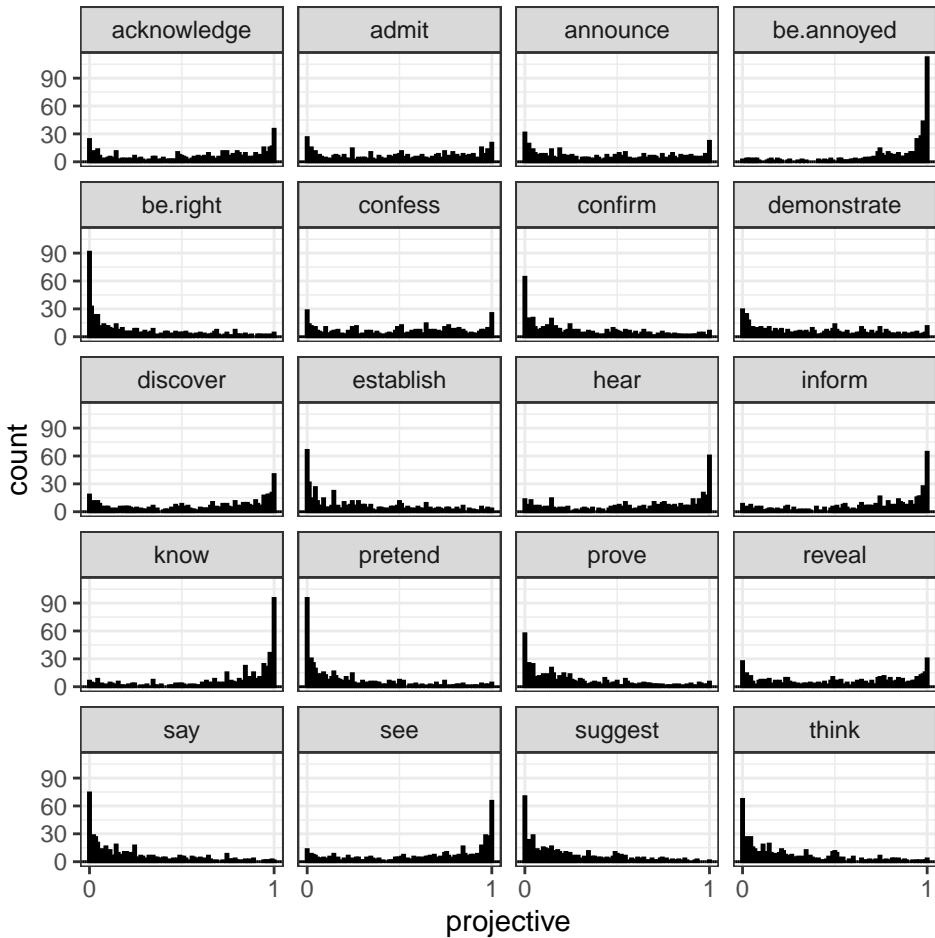 acknowledge admit announce be.annoyed
90
60
30
0
be.right confess confirm demonstrate
90
60
30
0
discover establish hear inform
90
60
30
0
know pretend prove reveal
90
60
30
0
say see suggest think
90
60
30
0
0 1 0 1 0 1 0 1
projective
count